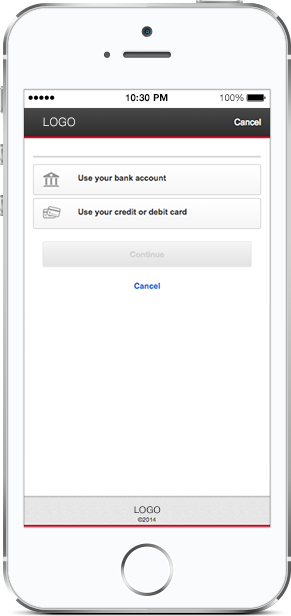 10:30 PM 100%
LOGO Cancel
Use your bank account
Use your credit or debit card
Continue
Cancel
LOGO
©2014